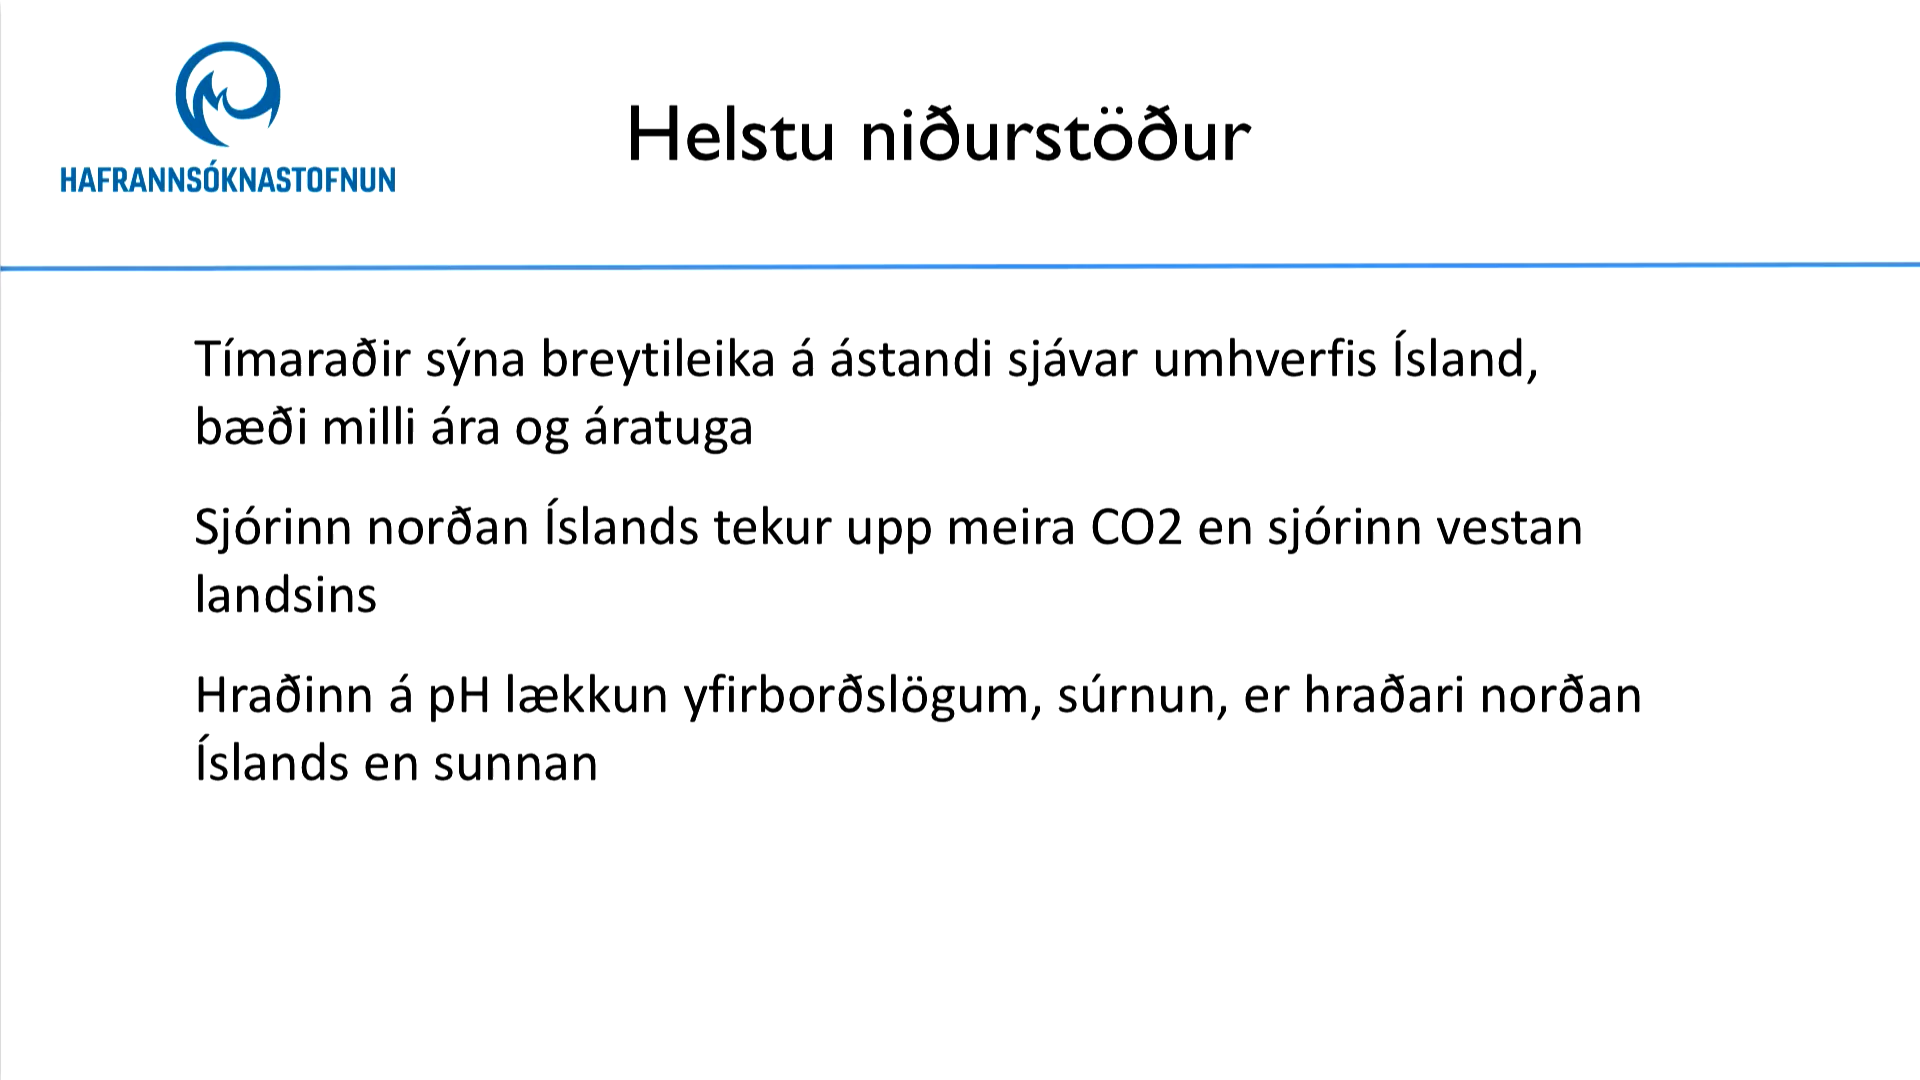 HAFRANNSÓKNASTOFNUN
Helstu niðurstöður
Tímaraðir sýna breytileika á ástandi sjávar umhverfis Ísland,
bæði milli ára og áratuga
Sjórinn norðan Íslands tekur upp meira CO2 en sjórinn vestan
landsins
Hraðinn á pH lækkun yfirborðslögum, súrnun, er hraðari norðan
Íslands en sunnan